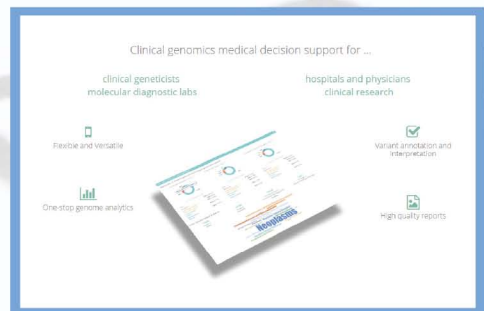 Clinical genomics medical decision support for ...
clinical geneticists
molecular diagnostic labs
hospitals and physicians
clinical research
Flexible and Versatile
Variant annotation and
interpretation
One-stop genome analytics
High quality reports
Neoplasms